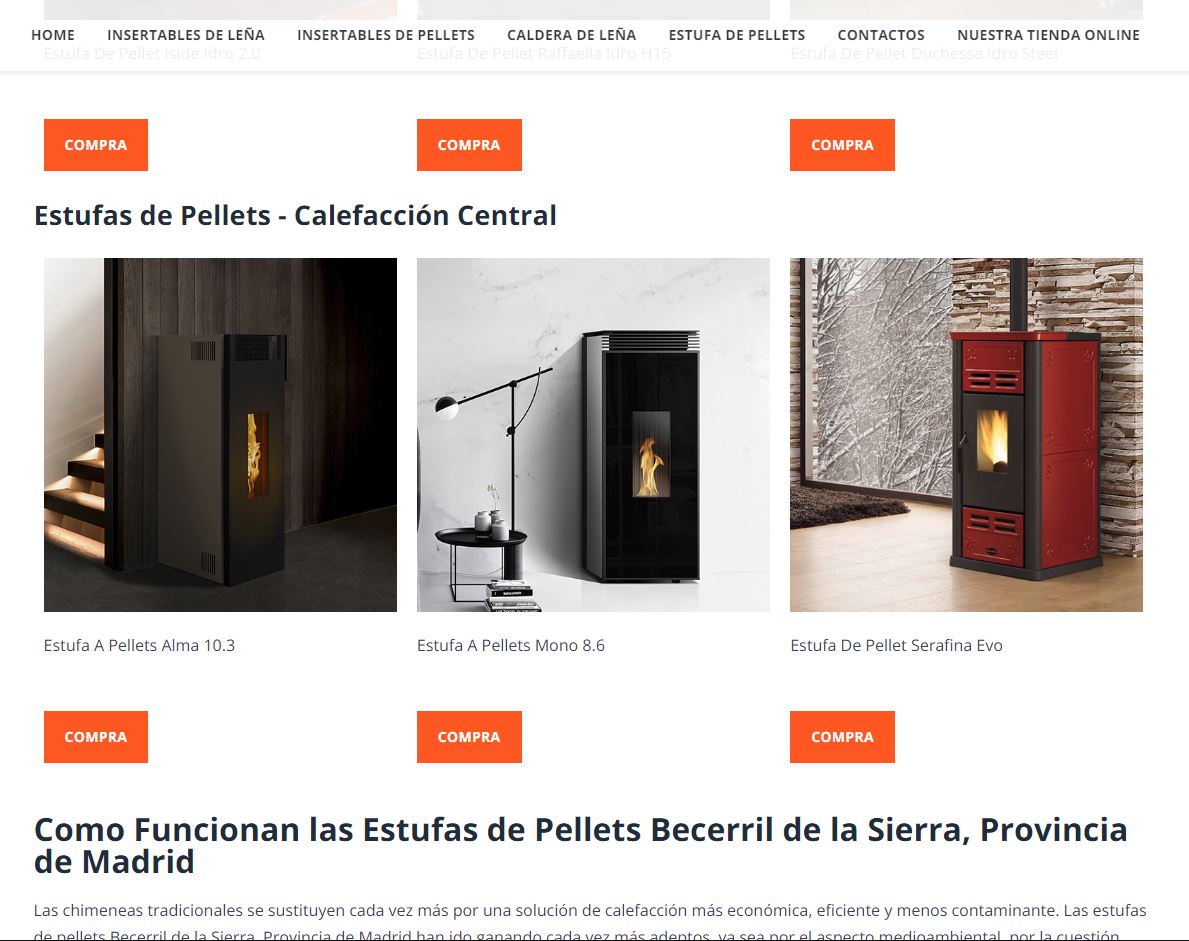 HOME INSERTABLES DE LEÑA INSERTABLES DE PELLETS CALDERA DE LEÑA ESTUFA DE PELLETS CONTACTOS NUESTRA TIENDA ONLINE
Estufa De Pellet Iside Idro 2.0 Estufa De Pellet Raffaella Idro H15 Estufa De Pellet Duchessa Idro Steel
COMPRA COMPRA COMPRA
Estufas de Pellets - Calefacción Central
Estufa A Pellets Alma 10.3 Estufa A Pellets Mono 8.6 Estufa De Pellet Serafina Evo
COMPRA COMPRA COMPRA
Como Funcionan las Estufas de Pellets Becerril de la Sierra, Provincia
de Madrid
Las chimeneas tradicionales se sustituyen cada vez más por una solución de calefacción más económica, eficiente y menos contaminante. Las estufas
de pellets Becerril de la Sierra, Provincia de Madrid han ido ganando cada vez más adeptos, ya sea por el aspecto medioambiental, por la cuestión